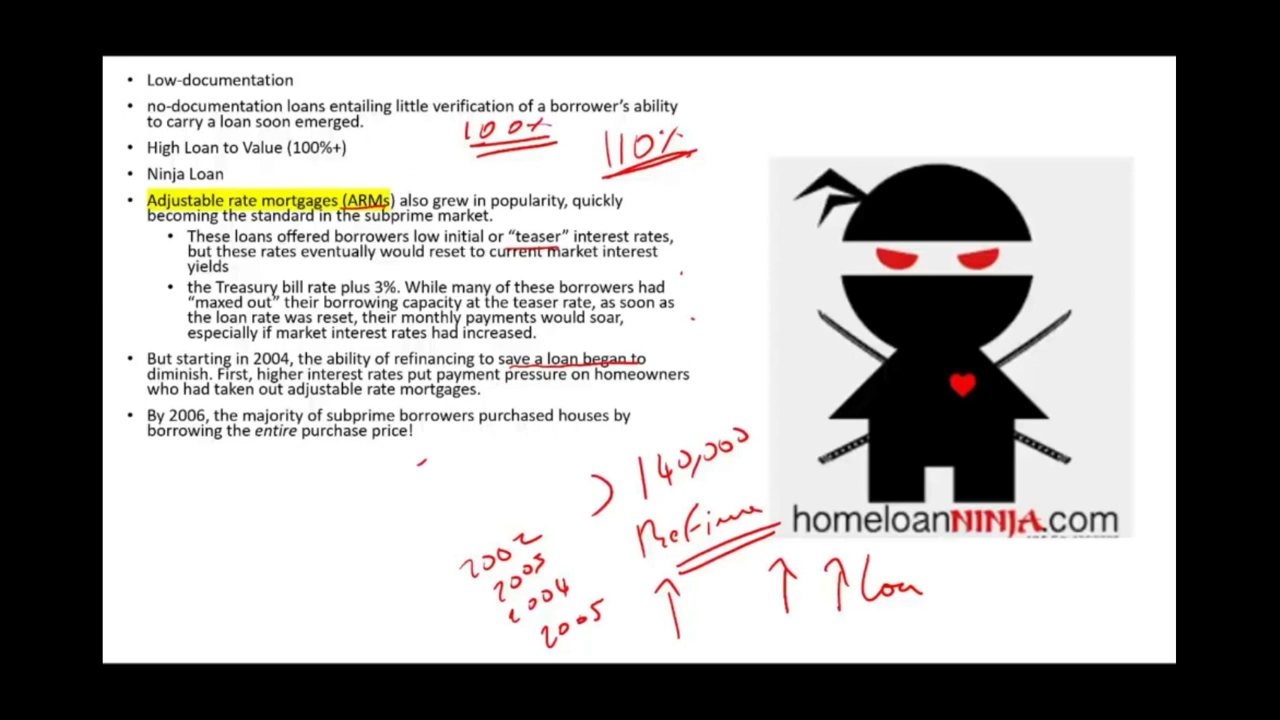 • Low-documentation
• no-documentation loans entailing little verification of a borrower's ability
to carry a loan soon emerged.
100%
110%
• High Loan to Value (100%+)
• Ninja Loan
• Adjustable rate mortgages (ARMs) also grew in popularity, quickly
becoming the standard in the subprime market.
• These loans offered borrowers low initial or “teaser” interest rates,
but these rates eventually would reset to current market interest
yields
• the Treasury bill rate plus 3%. While many of these borrowers had
“maxed out” their borrowing capacity at the teaser rate, as soon as
the loan rate was reset, their monthly payments would soar,
especially if market interest rates had increased.
• But starting in 2004, the ability of refinancing to save a loan began to
diminish. First, higher interest rates put payment pressure on homeowners
who had taken out adjustable rate mortgages.
• By 2006, the majority of subprime borrowers purchased houses by
borrowing the entire purchase price!
140,000
homeloanNINJA.com
2002
2003
2004
2005
Loan